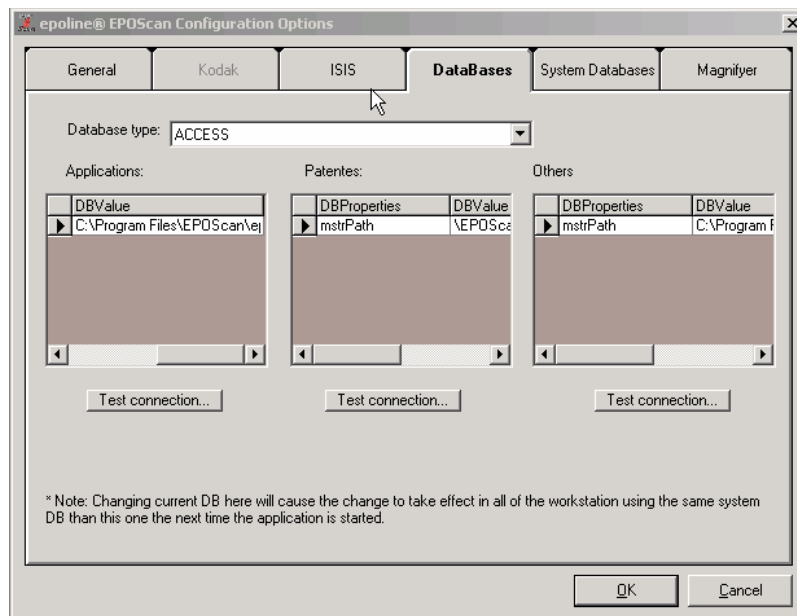 epoline® EPOScan Configuration Options
General Kodak ISIS DataBases System Databases Magnifyer
Database type: ACCESS
Applications: Patentes: Others
DBValue DBProperties DBValue DBProperties DBValue
C:\Program Files\EPOScan\ep mstrPath \EPOSca mstrPath C:\Program F
Test connection... Test connection... Test connection...
* Note: Changing current DB here will cause the change to take effect in all of the workstation using the same system
DB than this one the next time the application is started.
OK Cancel